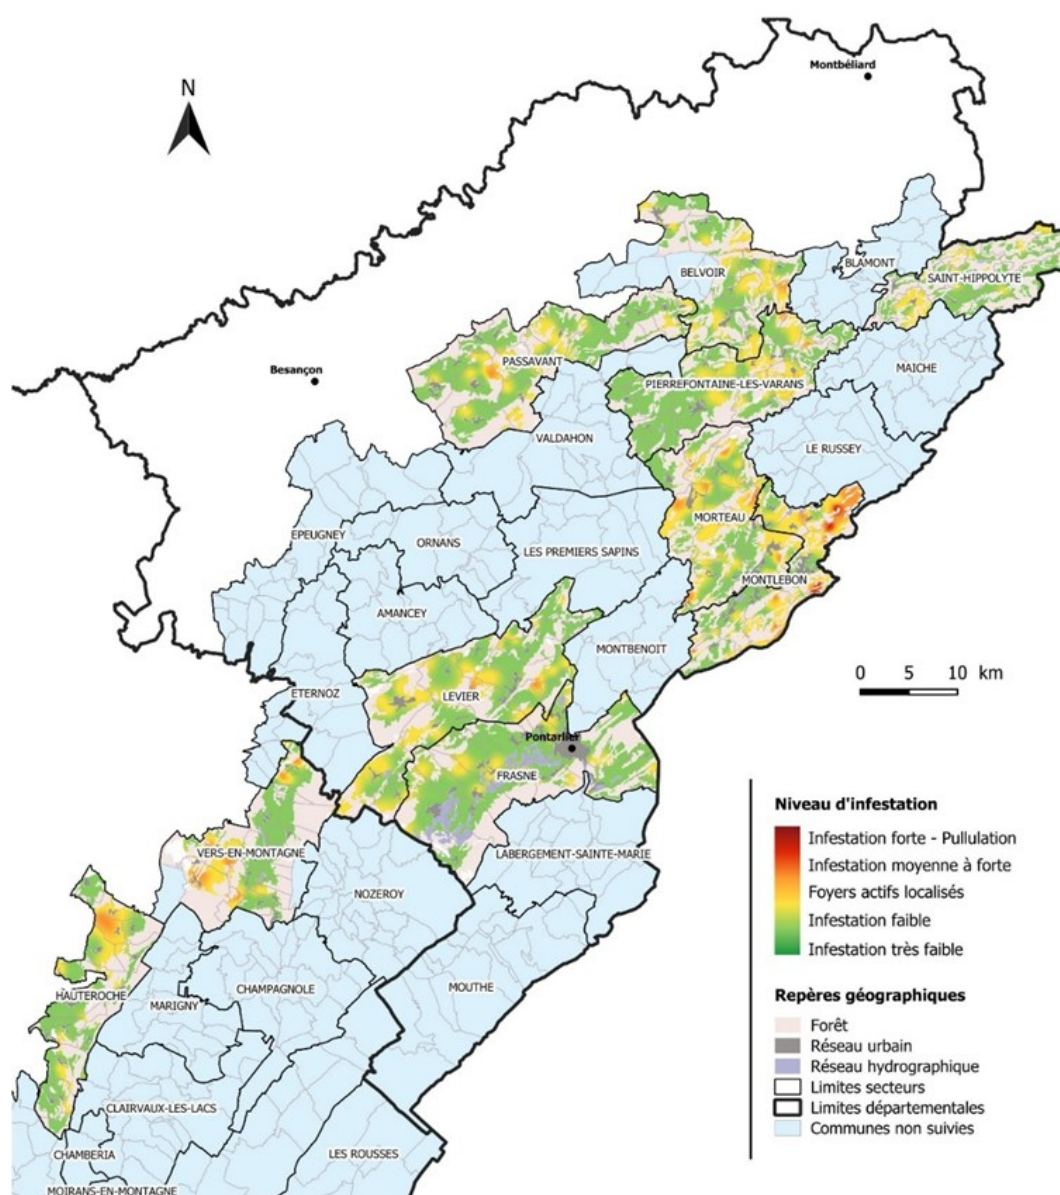 Montbéliard
N
BLAMONT
BELVOIR
SAINT-HIPPOLYTE
PASSAVANT
Besançon
MAICHE
PIERREFONTAINE-LES-VARANS
VALDAHON
LE RUSSEY
MORTEAU
EPEUGNEY
ORNANS
LES PREMIERS SAPINS
MONTLEBON
AMANCEY
MONTBENOIT
0 5 10 km
ETERNOZ
LEVIER
Pontarlier
FRASNE
Niveau d'infestation
Infestation forte - Pullulation
Infestation moyenne à forte
Foyers actifs localisés
Infestation faible
Infestation très faible
VERS-EN-MONTAGNE
LABERGEMENT-SAINTE-MARIE
NOZEROY
HAUTEROCHE
MARIGNY
CHAMPAGNOLE
MOUTHE
Repères géographiques
Forêt
Réseau urbain
Réseau hydrographique
Limites secteurs
Limites départementales
Communes non suivies
CLAIRVAUX-LES-LACS
CHAMBERIA
LES ROUSSES
MOIRANS-EN-MONTAGNE